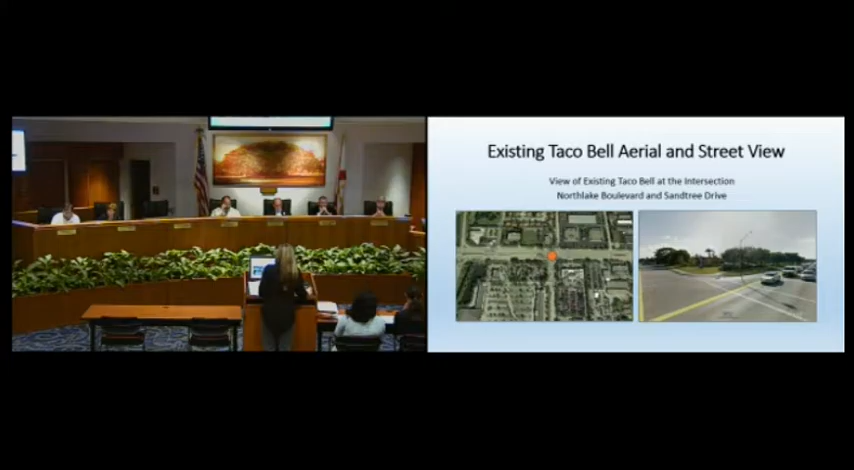 Existing Taco Bell Aerial and Street View
View of Existing Taco Bell at the Intersection
Northlake Boulevard and Sandtree Drive